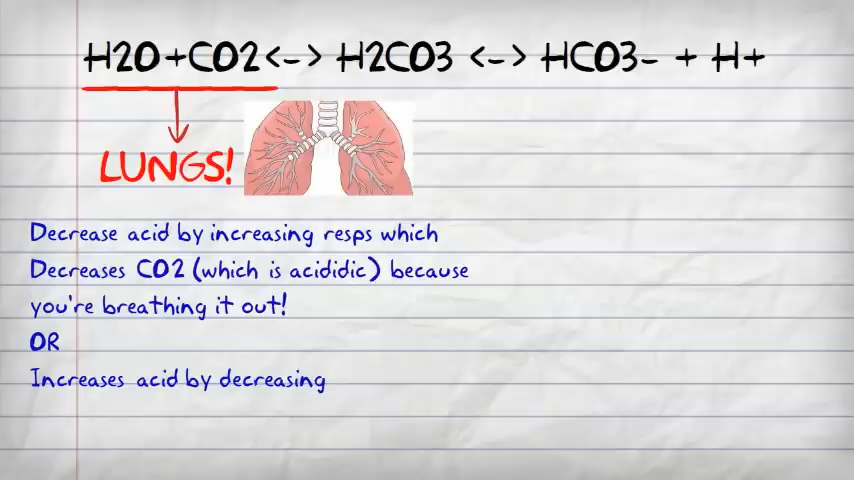 H2O+CO2<-> H2CO3 <-> HCO3- + H+
LUNGS!
Decrease acid by increasing resps which
Decreases CO2 (which is acididic) because
you're breathing it out!
OR
Increases acid by decreasing